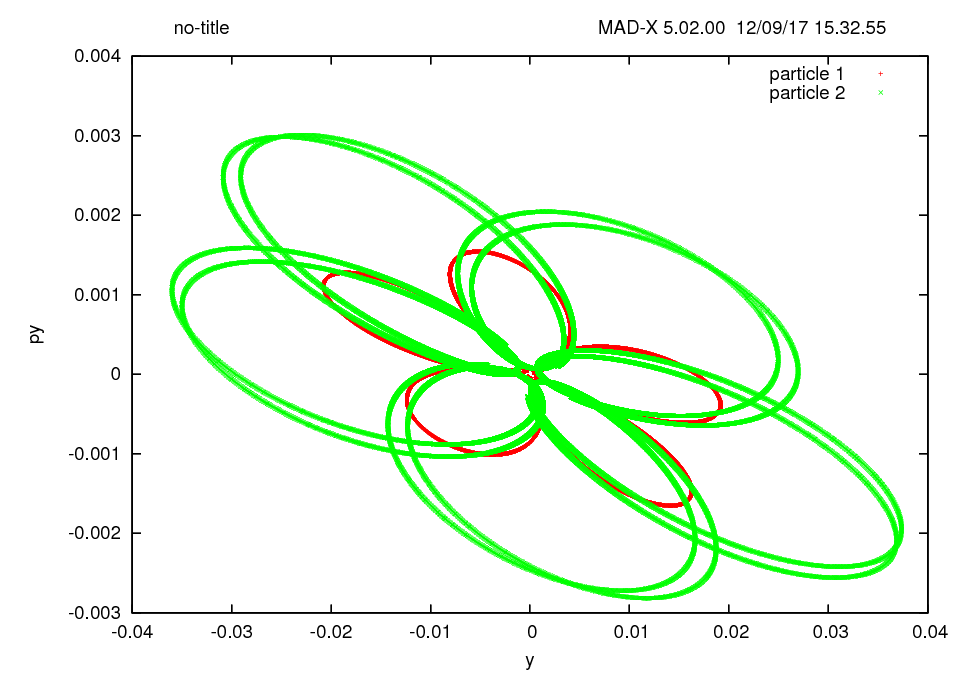 no-title MAD-X 5.02.00 12/09/17 15.32.55
0.004
particle 1
particle 2
0.003
0.002
0.001
py
0
-0.001
-0.002
-0.003
-0.04 -0.03 -0.02 -0.01 0 0.01 0.02 0.03 0.04
y